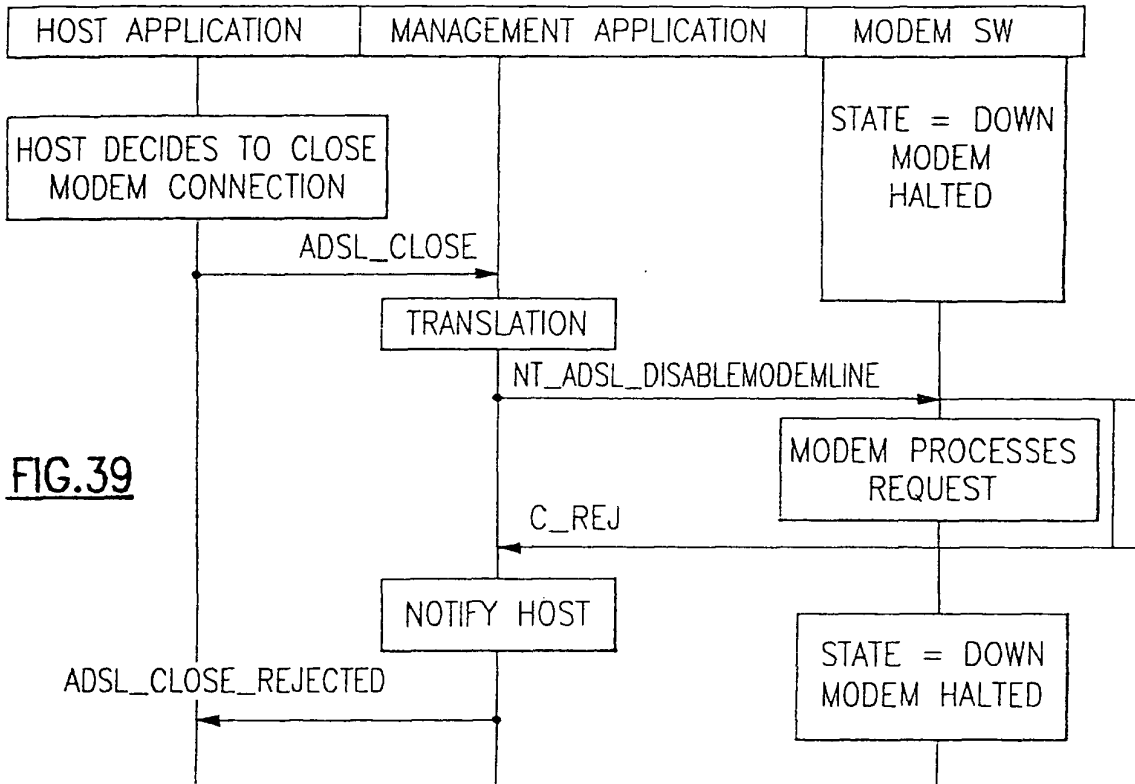 HOST APPLICATION
MANAGEMENT APPLICATION
MODEM SW
HOST DECIDES TO CLOSE
MODEM CONNECTION
STATE = DOWN
MODEM
HALTED
ADSL_CLOSE
TRANSLATION
NT_ADSL_DISABLEMODEMLINE
MODEM PROCESSES
REQUEST
FIG.39
C_REJ
NOTIFY HOST
STATE = DOWN
MODEM HALTED
ADSL_CLOSE_REJECTED